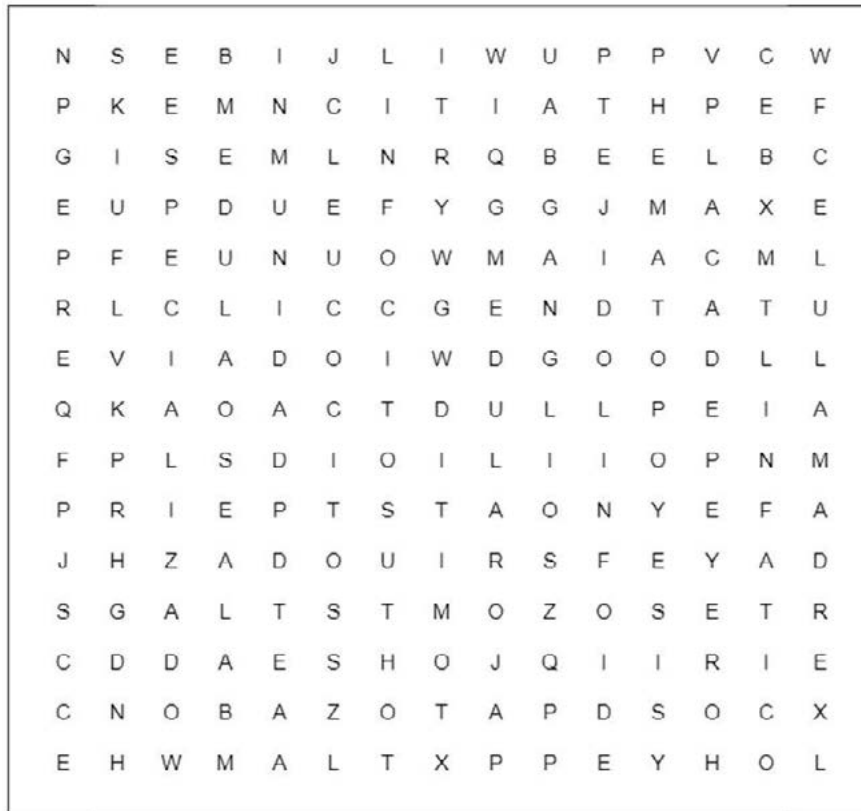 N S E B I J L I W U P P V C W
P K E M N C I T I A T H P E F
G I S E M L N R Q B E E L B C
E U P D U E F Y G G J M A X E
P F E U N U O W M A I A C M L
R L C L I C C G E N D T A T U
E V I A D O I W D G O O D L L
Q K A O A C T D U L L P E I A
F P L S D I O I L I I O P N M
P R I E P T S T A O N Y E F A
J H Z A D O U I R S F E Y A D
S G A L T S T M O Z O S E T R
C D D A E S H O J Q I I R I E
C N O B A Z O T A P D S O C X
E H W M A L T X P P E Y H O L